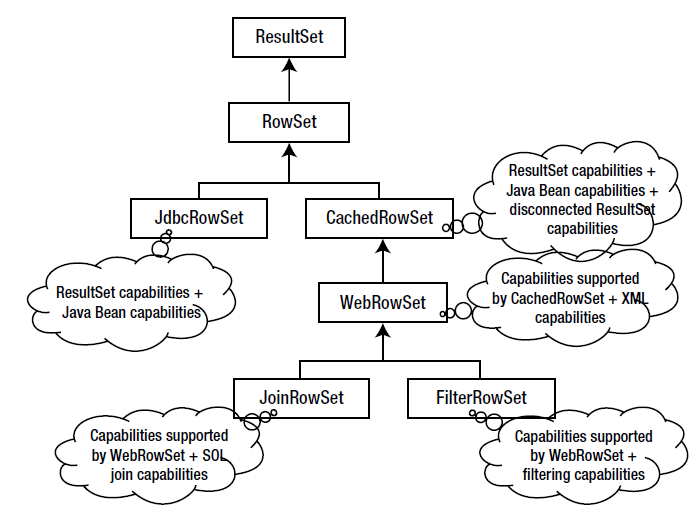 ResultSet
RowSet
JdbcRowSet
CachedRowSet
ResultSet capabilities +
Java Bean capabilities +
disconnected ResultSet
capabilities
ResultSet capabilities +
Java Bean capabilities
WebRowSet
Capabilities supported
by CachedRowSet + XML
capabilities
JoinRowSet
FilterRowSet
Capabilities supported
by WebRowSet + SQL
join capabilities
Capabilities supported
by WebRowSet +
filtering capabilities